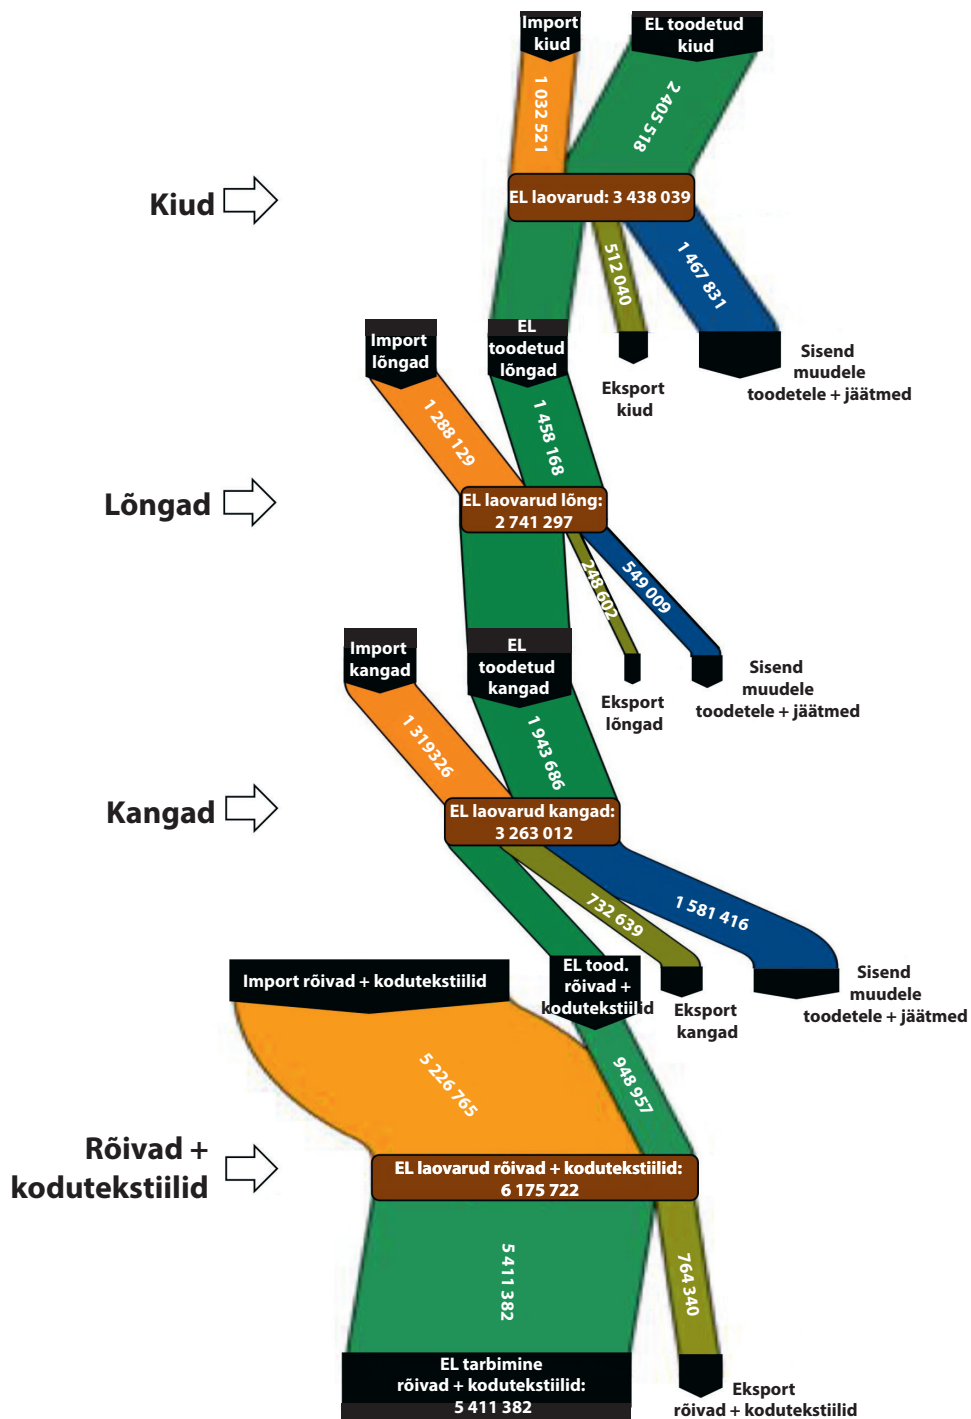 Import
kiud
EL toodetud
kiud
1 032 521
2 405 518
Kiud
EL laovarud: 3 438 039
512 040
1 467 831
Import
lõngad
EL
toodetud
lõngad
Eksport
kiud
Sisend
muudele
toodetele + jäätmed
1 288 129
1 458 168
Lõngad
EL laovarud lõng:
2 741 297
248 602
549 009
Import
kangad
EL
toodetud
kangad
Eksport
lõngad
Sisend
muudele
toodetele + jäätmed
1 319326
1 943 686
Kangad
EL laovarud kangad:
3 263 012
732 639
1 581 416
Import rõivad + kodutekstiilid
EL tood.
rõivad +
kodutekstiilid
Eksport
kangad
Sisend
muudele
toodetele + jäätmed
5 226 765
948 957
Rõivad +
kodutekstiilid
EL laovarud rõivad + kodutekstiilid:
6 175 722
5 411 382
764 340
EL tarbimine
rõivad + kodutekstiilid:
5 411 382
Eksport
rõivad + kodutekstiilid